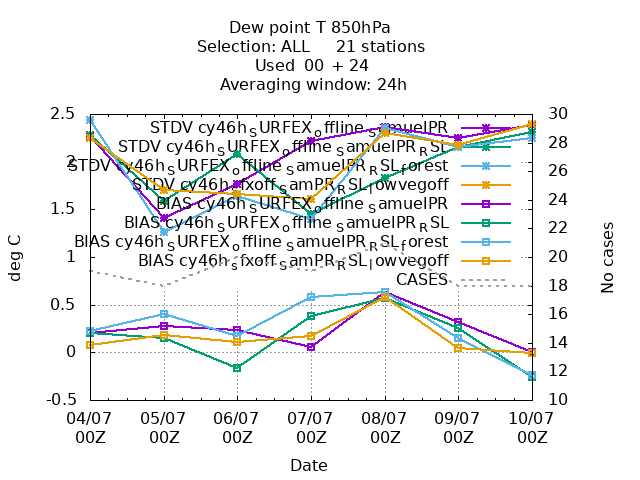 Dew point T 850hPa
Selection: ALL 21 stations
Used 00 + 24
Averaging window: 24h
2.5
2
1.5
1
0.5
0
-0.5
30
28
26
24
22
20
18
16
14
12
10
deg C
No cases
STDV cy46h_SURFEX_offline_samuelPR
STDV cy46h_SURFEX_offline_samuelPR_RSL
STDV cy46h_SURFEX_offline_samuelPR_RSL_forest
STDV cy46h_sfxoff_samPR_RSL_lowvegoff
BIAS cy46h_SURFEX_offline_samuelPR
BIAS cy46h_SURFEX_offline_samuelPR_RSL
BIAS cy46h_SURFEX_offline_samuelPR_RSL_forest
BIAS cy46h_sfxoff_samPR_RSL_lowvegoff
CASES
04/07 05/07 06/07 07/07 08/07 09/07 10/07
00Z 00Z 00Z 00Z 00Z 00Z 00Z
Date